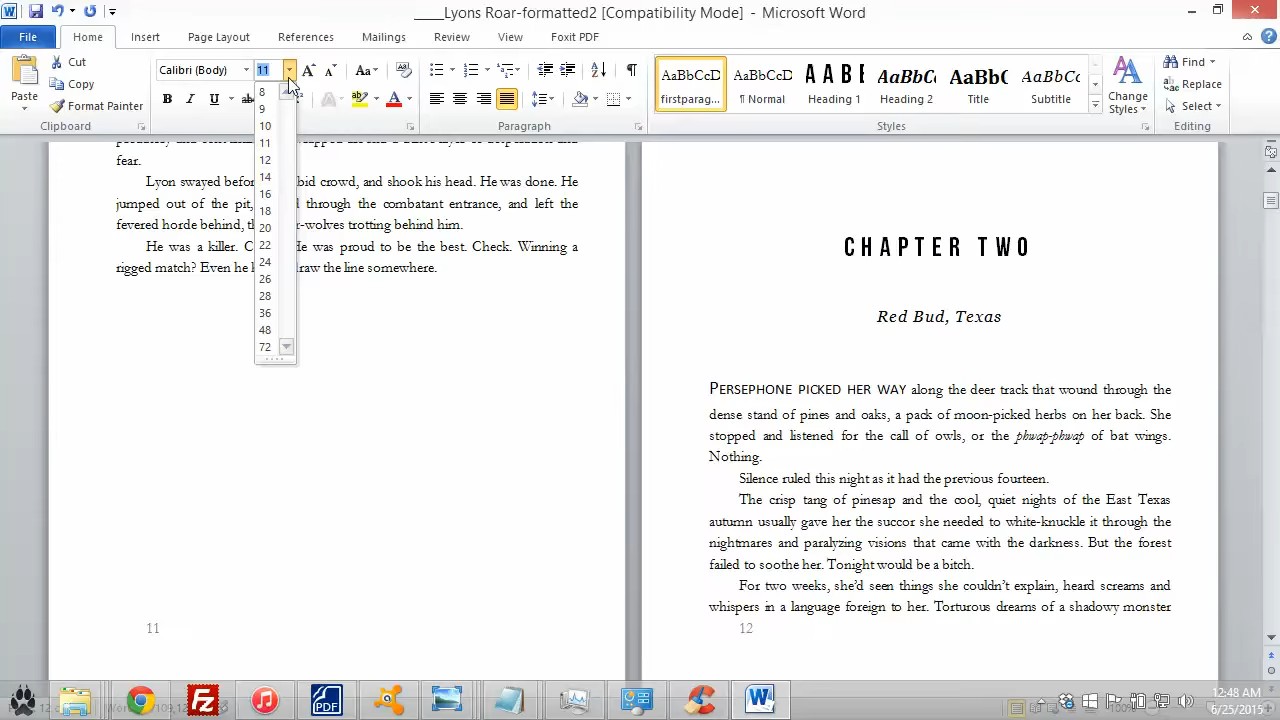 ____Lyons Roar-formatted2 [Compatibility Mode] - Microsoft Word
File Home Insert Page Layout References Mailings Review View Foxit PDF
Paste
Cut
Copy
Format Painter
Clipboard
Calibri (Body) 11
B I U abc
8
9
10
11
12
14
16
18
20
22
24
26
28
36
48
72
Paragraph
AaBbCcD AaBbCcD AABE AaBbCc AaBbC AaBbCc
firstparag... ¶ Normal Heading 1 Heading 2 Title Subtitle
Styles
Change
Styles
Find
Replace
Select
Editing
fear.
Lyon swayed crowd, and shook his head. He was done. He
jumped out of the pit, through the combatant entrance, and left the
fevered horde behind, wolves trotting behind him.
He was a killer. He was proud to be the best. Check. Winning a
rigged match? Even he draw the line somewhere.
11
CHAPTER TWO
Red Bud, Texas
PERSEPHONE PICKED HER WAY along the deer track that wound through the
dense stand of pines and oaks, a pack of moon-picked herbs on her back. She
stopped and listened for the call of owls, or the phwap-phwap of bat wings.
Nothing.
Silence ruled this night as it had the previous fourteen.
The crisp tang of pinesap and the cool, quiet nights of the East Texas
autumn usually gave her the succor she needed to white-knuckle it through the
nightmares and paralyzing visions that came with the darkness. But the forest
failed to soothe her. Tonight would be a bitch.
For two weeks, she'd seen things she couldn't explain, heard screams and
whispers in a language foreign to her. Torturous dreams of a shadowy monster
12
PDF
12:48 AM
6/25/2015